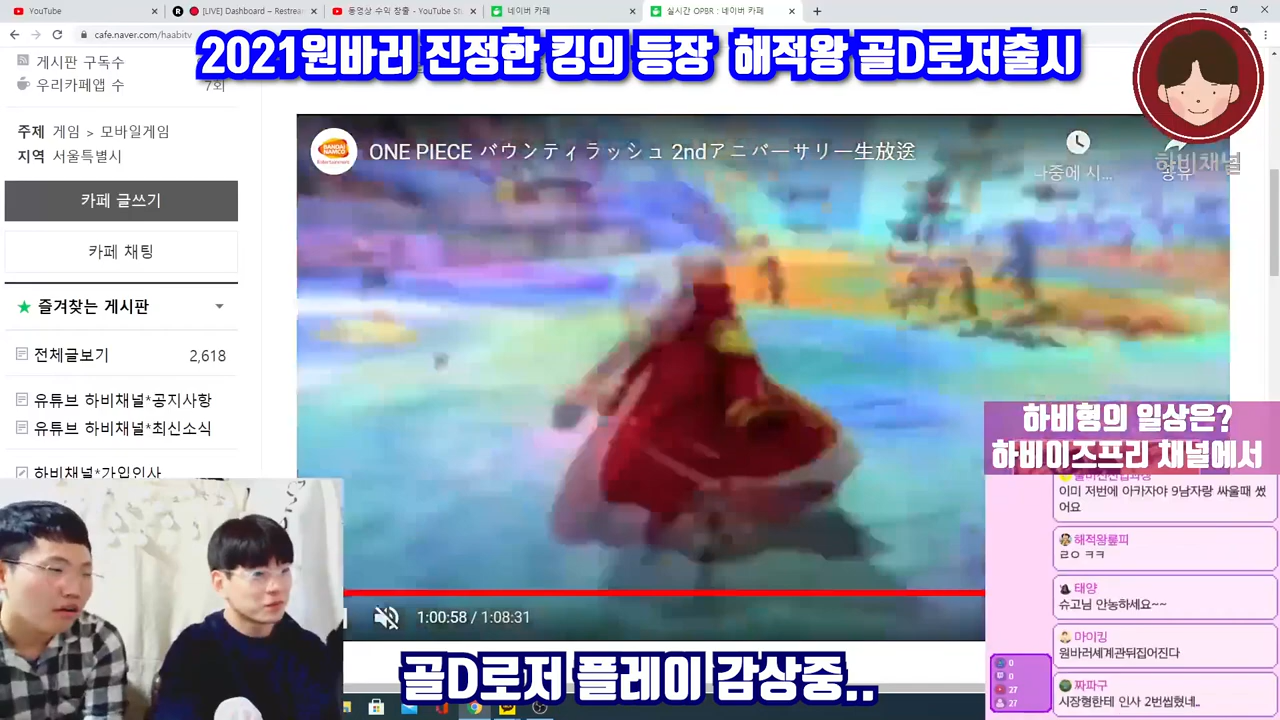 YouTube
[LIVE] Dashboard – Restrea
동영상 수익 창출 - YouTube St
네이버 카페
실시간 OPBR : 네이버 카페
cafe.naver.com/haabitv
2021원바러 진정한 킹의 등장 해적왕 골D로저출시
게시판 구독수
우리카페앱 수
7회
주제 게임 > 모바일게임
지역 서울특별시
카페 글쓰기
카페 채팅
즐겨찾는 게시판
전체글보기 2,618
유튜브 하비채널*공지사항
유튜브 하비채널*최신소식
하비채널*가입인사
BANDAI NAMCO
Entertainment
ONE PIECE バウンティラッシュ 2ndアニバーサリー生放送
나중에 시...
공유
하비채널
하비형의 일상은?
하비이즈프리 채널에서
이미 저번에 아카자야 9남자랑 싸울때 썼
어요
해적왕뤂피
ㄹㅇ ㅋㅋ
태양
슈고님 안농하세요~~
마이킹
원바러세계관뒤집어진다
짜파구
시장형한테 인사 2번씹혔네..
0
0
27
27
1:00:58 / 1:08:31
골D로저 플레이 감상중..